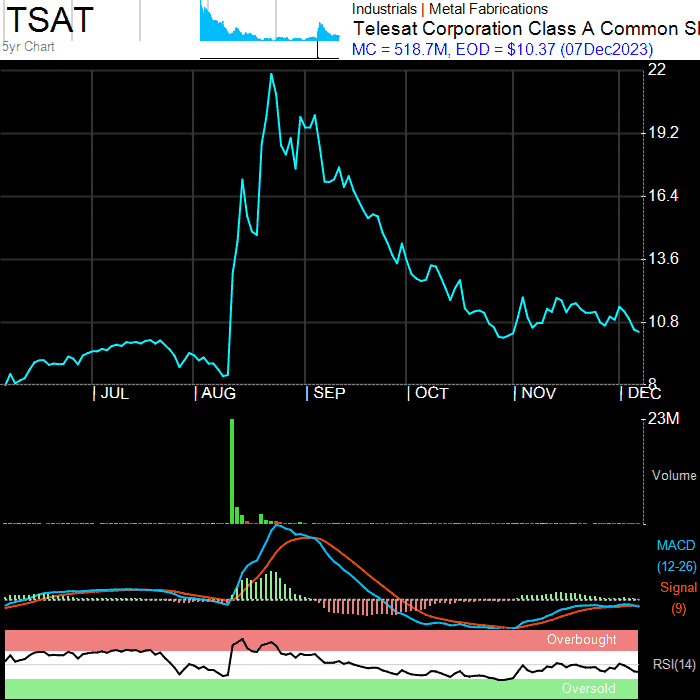 TSAT
5yr Chart
Industrials | Metal Fabrications
Telesat Corporation Class A Common S
MC = 518.7M, EOD = $10.37 (07Dec2023)
22
19.2
16.4
13.6
10.8
8
| JUL | AUG | SEP | OCT | NOV | DEC
23M
Volume
MACD
(12-26)
Signal
(9)
Overbought
RSI(14)
Oversold